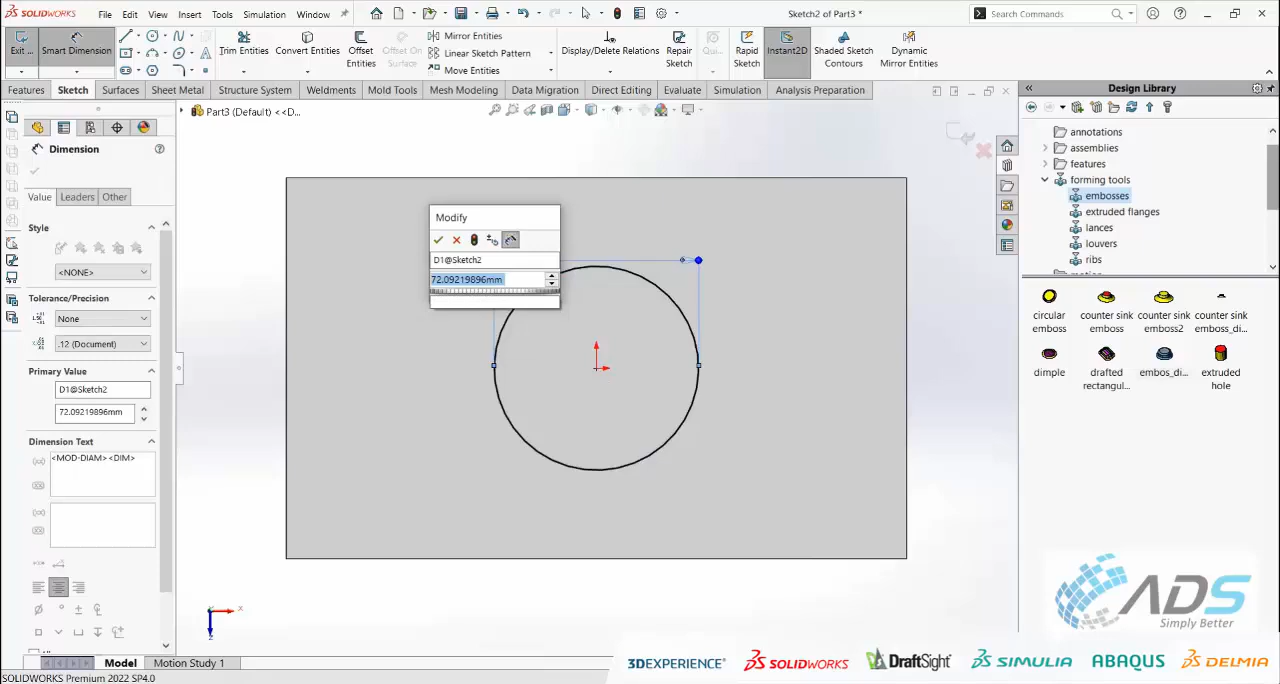 SOLIDWORKS File Edit View Insert Tools Simulation Window Sketch2 of Part3 * Search Commands
Exit ... Smart Dimension Trim Entities Convert Entities Offset Entities Offset On Surface Mirror Entities Linear Sketch Pattern Move Entities Display/Delete Relations Repair Sketch Qui... Rapid Sketch Instant2D Shaded Sketch Contours Dynamic Mirror Entities
Features Sketch Surfaces Sheet Metal Structure System Weldments Mold Tools Mesh Modeling Data Migration Direct Editing Evaluate Simulation Analysis Preparation
Design Library
Part3 (Default) <<D...
Dimension
Value Leaders Other
Style
<NONE>
Tolerance/Precision
None
.12 (Document)
Primary Value
D1@Sketch2
72.09219896mm
Dimension Text
<MOD-DIAM><DIM>
Modify
D1@Sketch2
72.09219896mm
annotations
assemblies
features
forming tools
embosses
extruded flanges
lances
louvers
ribs
circular emboss
counter sink emboss
counter sink emboss2
counter sink emboss_di...
dimple
drafted rectangul...
embos_di...
extruded hole
X
ADS
Simply Better
Model Motion Study 1
3DEXPERIENCE® SOLIDWORKS DraftSight SIMULIA ABAQUS DELMIA
SOLIDWORKS Premium 2022 SP4.0